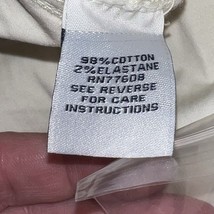 98%COTTON
2%ELASTANE
RN77608
SEE REVERSE
FOR CARE
INSTRUCTIONS